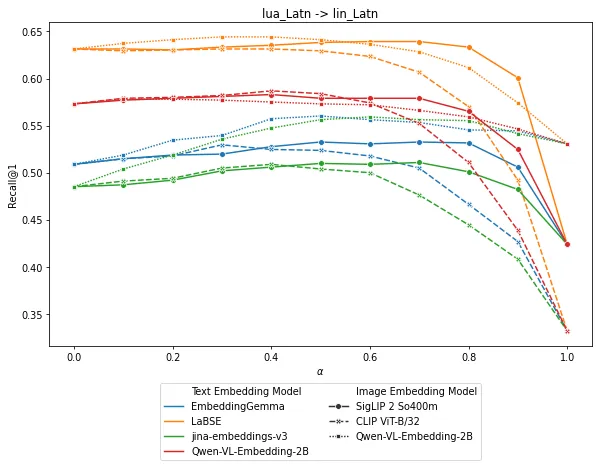 lua_Latn -> lin_Latn
Recall@1
0.65
0.60
0.55
0.50
0.45
0.40
0.35
0.0 0.2 0.4 0.6 0.8 1.0
α
Text Embedding Model Image Embedding Model
EmbeddingGemma SigLIP 2 So400m
LaBSE CLIP ViT-B/32
jina-embeddings-v3 Qwen-VL-Embedding-2B
Qwen-VL-Embedding-2B